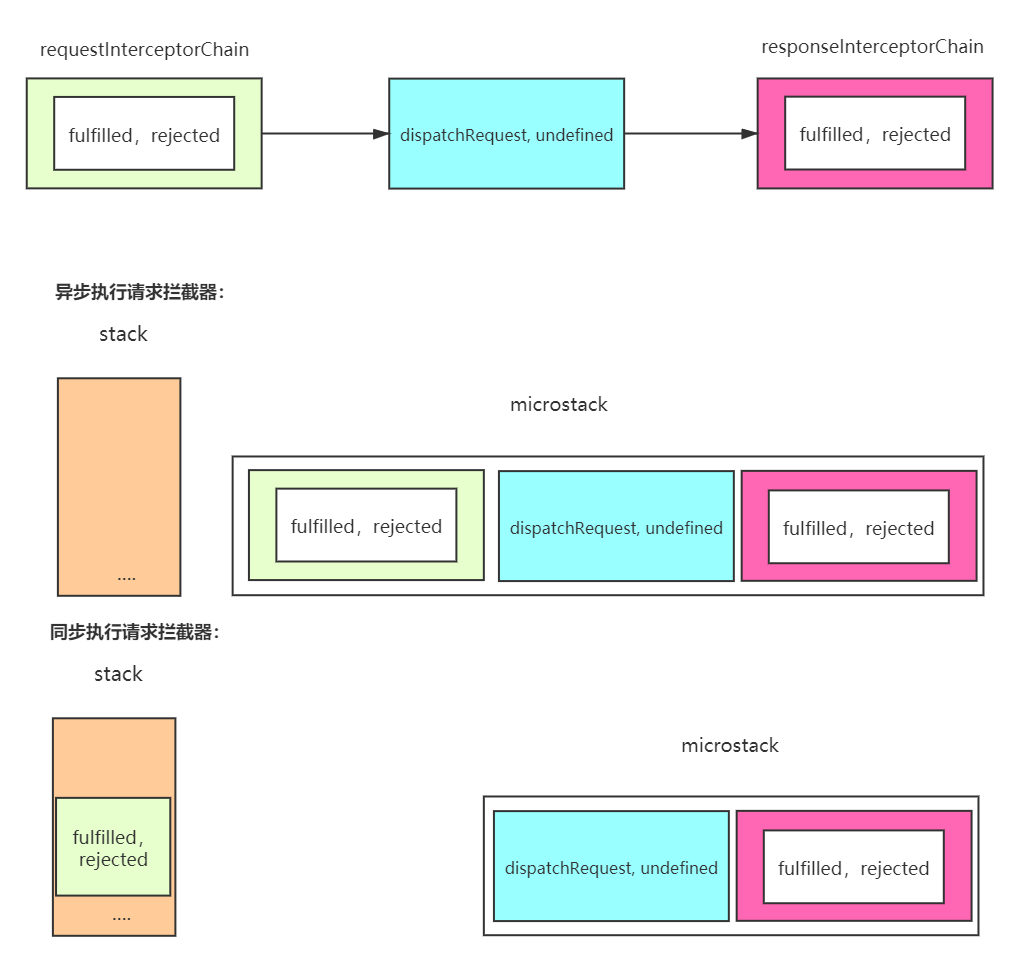 requestInterceptorChain
responseInterceptorChain
fulfilled，rejected
dispatchRequest, undefined
fulfilled，rejected
异步执行请求拦截器：
stack
microstack
fulfilled，rejected
dispatchRequest, undefined
fulfilled，rejected
....
同步执行请求拦截器：
stack
microstack
fulfilled，
rejected
dispatchRequest, undefined
fulfilled，rejected
....